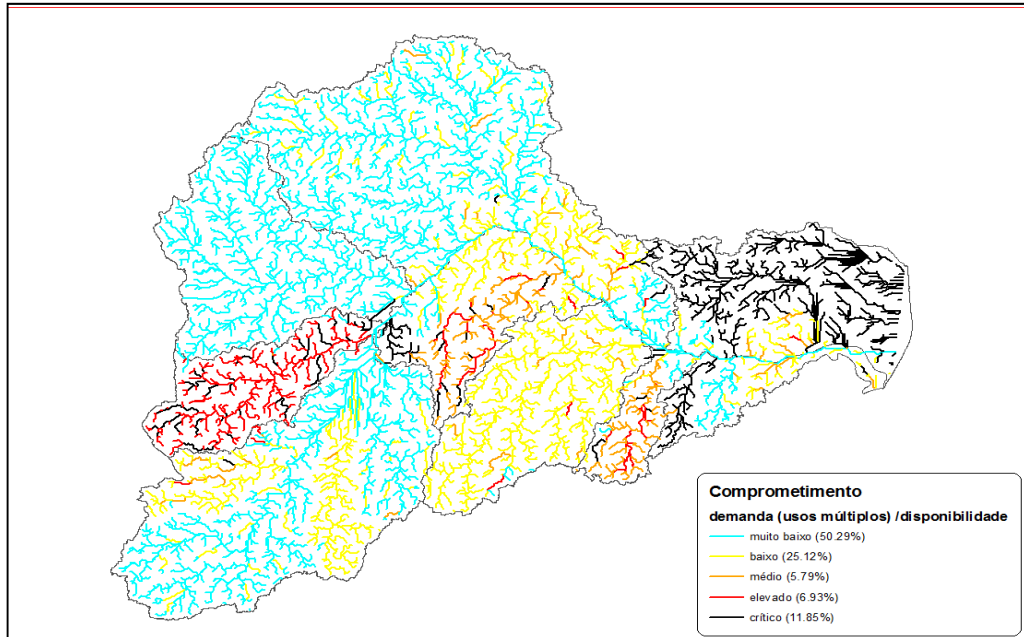 Comprometimento
demanda (usos múltiplos) /disponibilidade
muito baixo (50.29%)
baixo (25.12%)
médio (5.79%)
elevado (6.93%)
crítico (11.85%)